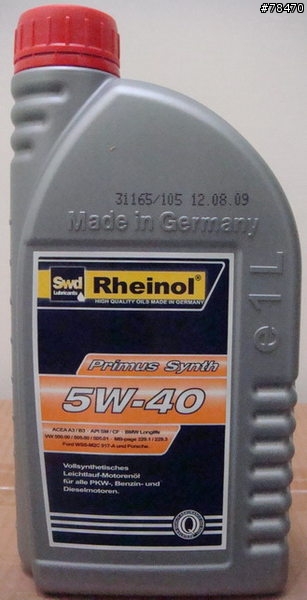 #78470
31165/105 12.08.09
Made in Germany
e 1L
Swd Rheinol®
Lubricants
HIGH QUALITY OILS MADE IN GERMANY
Primus Synth
5W-40
ACEA A3 / B3 · API SM / CF · BMW Longlife
VW 500.00 / 505.00 / 505.01 · MB-page 229.1 / 229.3
Ford WSS-M2C 917-A und Porsche.
Vollsynthetisches
Leichtlauf-Motorenöl
für alle PKW-, Benzin- und
Dieselmotoren.